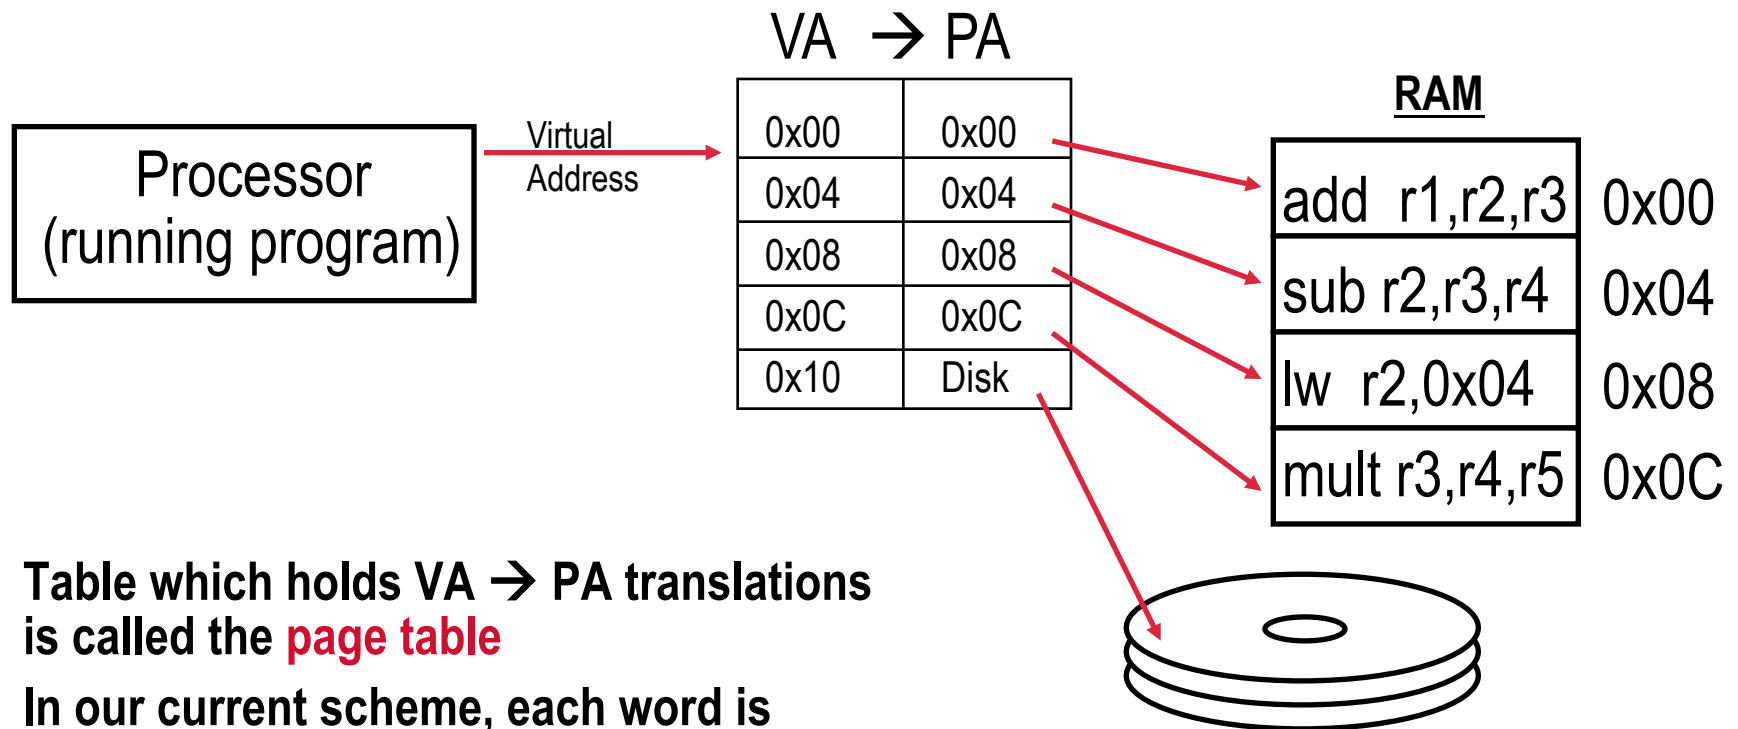 VA → PA
RAM
Processor
(running program)
Virtual
Address
0x00 0x00
0x04 0x04
0x08 0x08
0x0C 0x0C
0x10 Disk
add r1,r2,r3 0x00
sub r2,r3,r4 0x04
lw r2,0x04 0x08
mult r3,r4,r5 0x0C
Table which holds VA → PA translations
is called the page table
In our current scheme, each word is